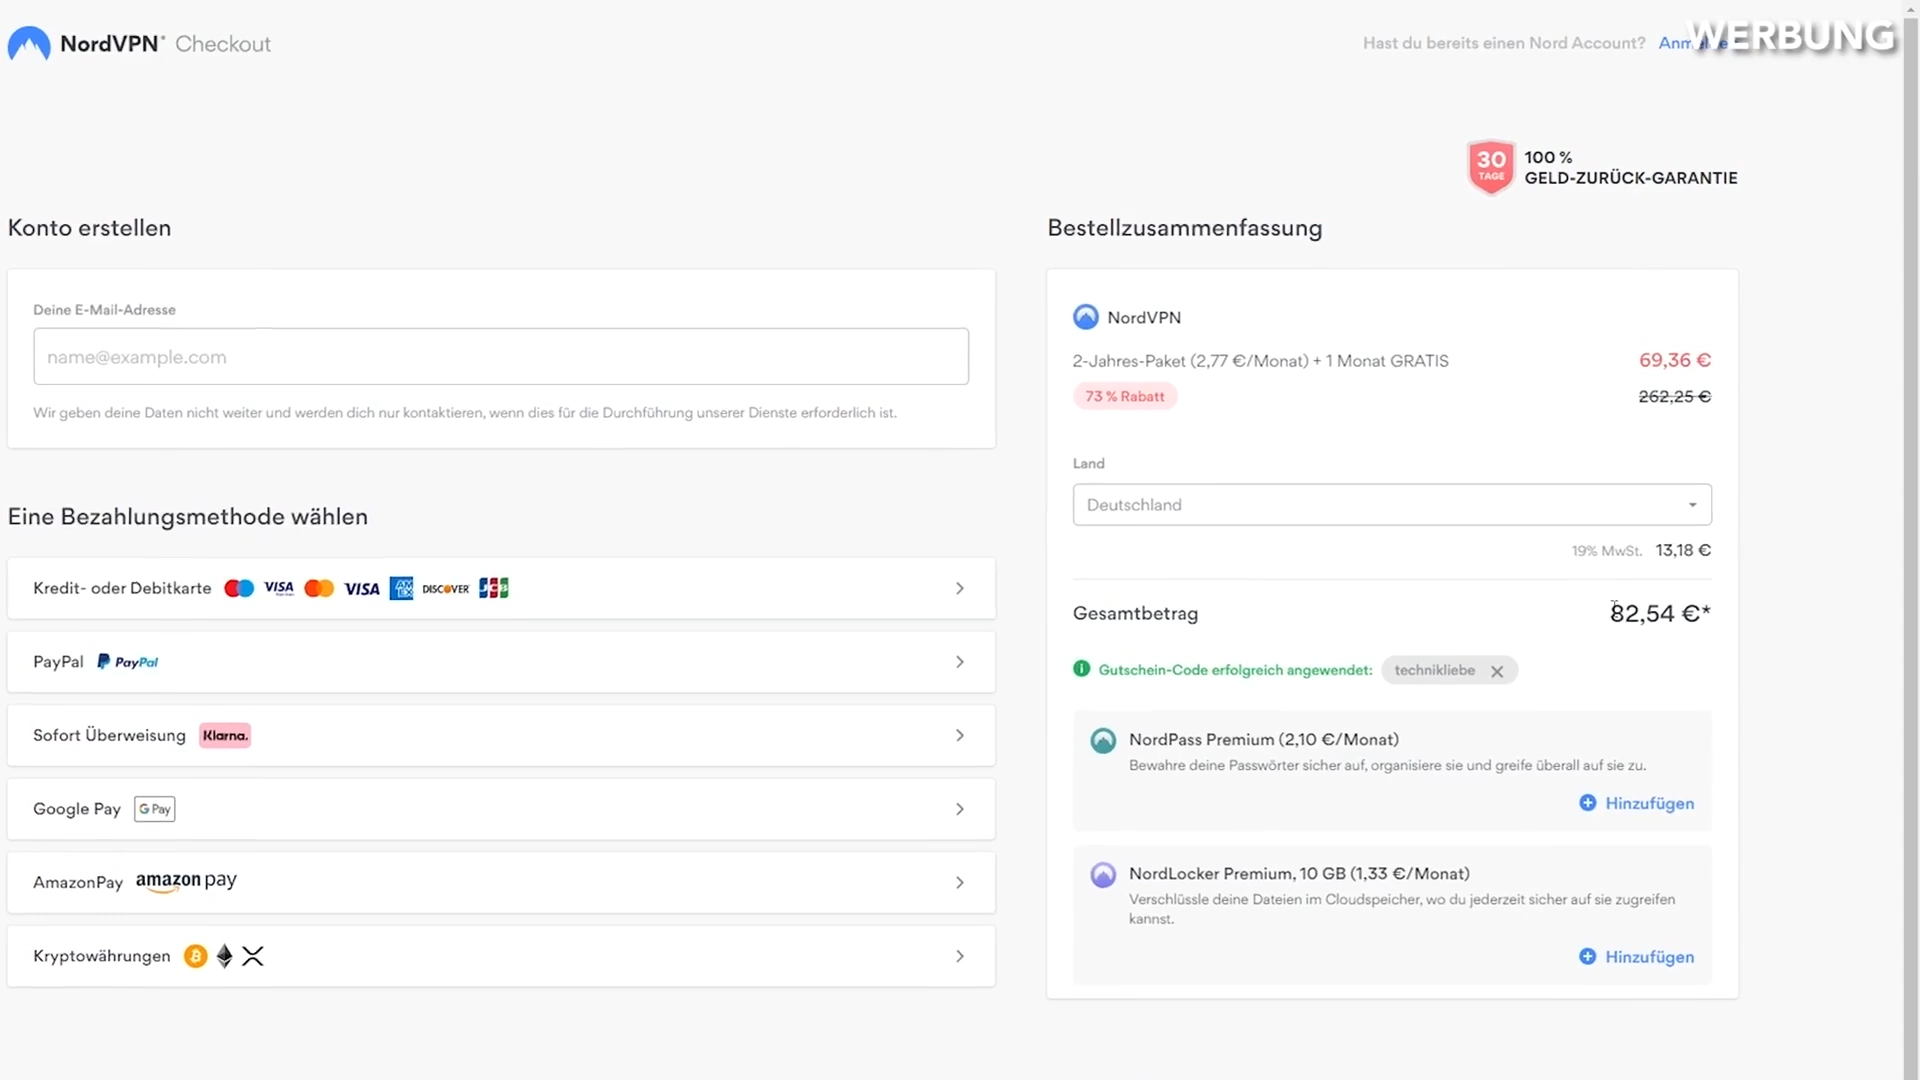 NordVPN® Checkout
Hast du bereits einen Nord Account?
WERBUNG
30 TAGE
100 %
GELD-ZURÜCK-GARANTIE
Konto erstellen
Deine E-Mail-Adresse
name@example.com
Wir geben deine Daten nicht weiter und werden dich nur kontaktieren, wenn dies für die Durchführung unserer Dienste erforderlich ist.
Eine Bezahlungsmethode wählen
Kredit- oder Debitkarte VISA VISA AM EX DISCOVER JCB
PayPal PayPal
Sofort Überweisung Klarna.
Google Pay G Pay
AmazonPay amazon pay
Kryptowährungen
Bestellzusammenfassung
NordVPN
2-Jahres-Paket (2,77 €/Monat) + 1 Monat GRATIS 69,36 €
73 % Rabatt 262,25 €
Land
Deutschland
19% MwSt. 13,18 €
Gesamtbetrag 82,54 €*
Gutschein-Code erfolgreich angewendet: technikliebe
NordPass Premium (2,10 €/Monat)
Bewahre deine Passwörter sicher auf, organisiere sie und greife überall auf sie zu.
Hinzufügen
NordLocker Premium, 10 GB (1,33 €/Monat)
Verschlüssle deine Dateien im Cloudspeicher, wo du jederzeit sicher auf sie zugreifen
kannst.
Hinzufügen